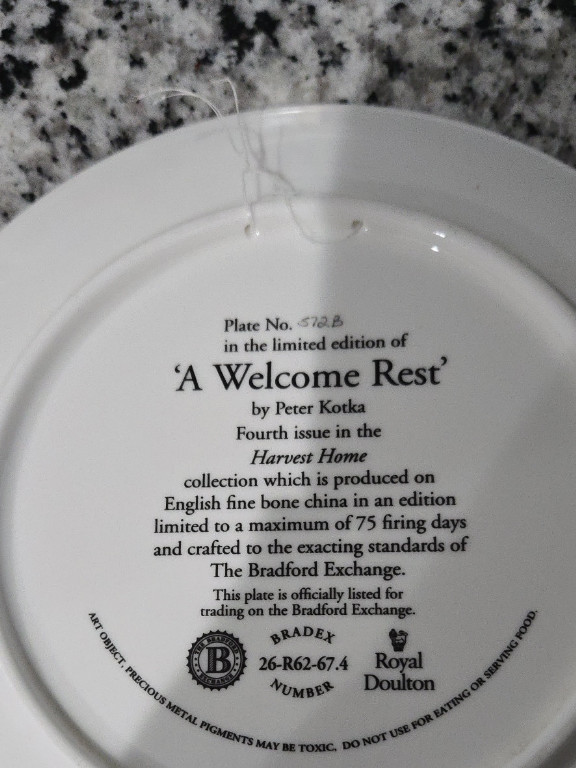 Plate No. 572B
in the limited edition of
‘A Welcome Rest’
by Peter Kotka
Fourth issue in the
Harvest Home
collection which is produced on
English fine bone china in an edition
limited to a maximum of 75 firing days
and crafted to the exacting standards of
The Bradford Exchange.
This plate is officially listed for
trading on the Bradford Exchange.
THE BRADFORD
B
EXCHANGE
BRADEX
26-R62-67.4
NUMBER
Royal
Doulton
ART OBJECT. PRECIOUS METAL PIGMENTS MAY BE TOXIC, DO NOT USE FOR EATING OR SERVING FOOD.